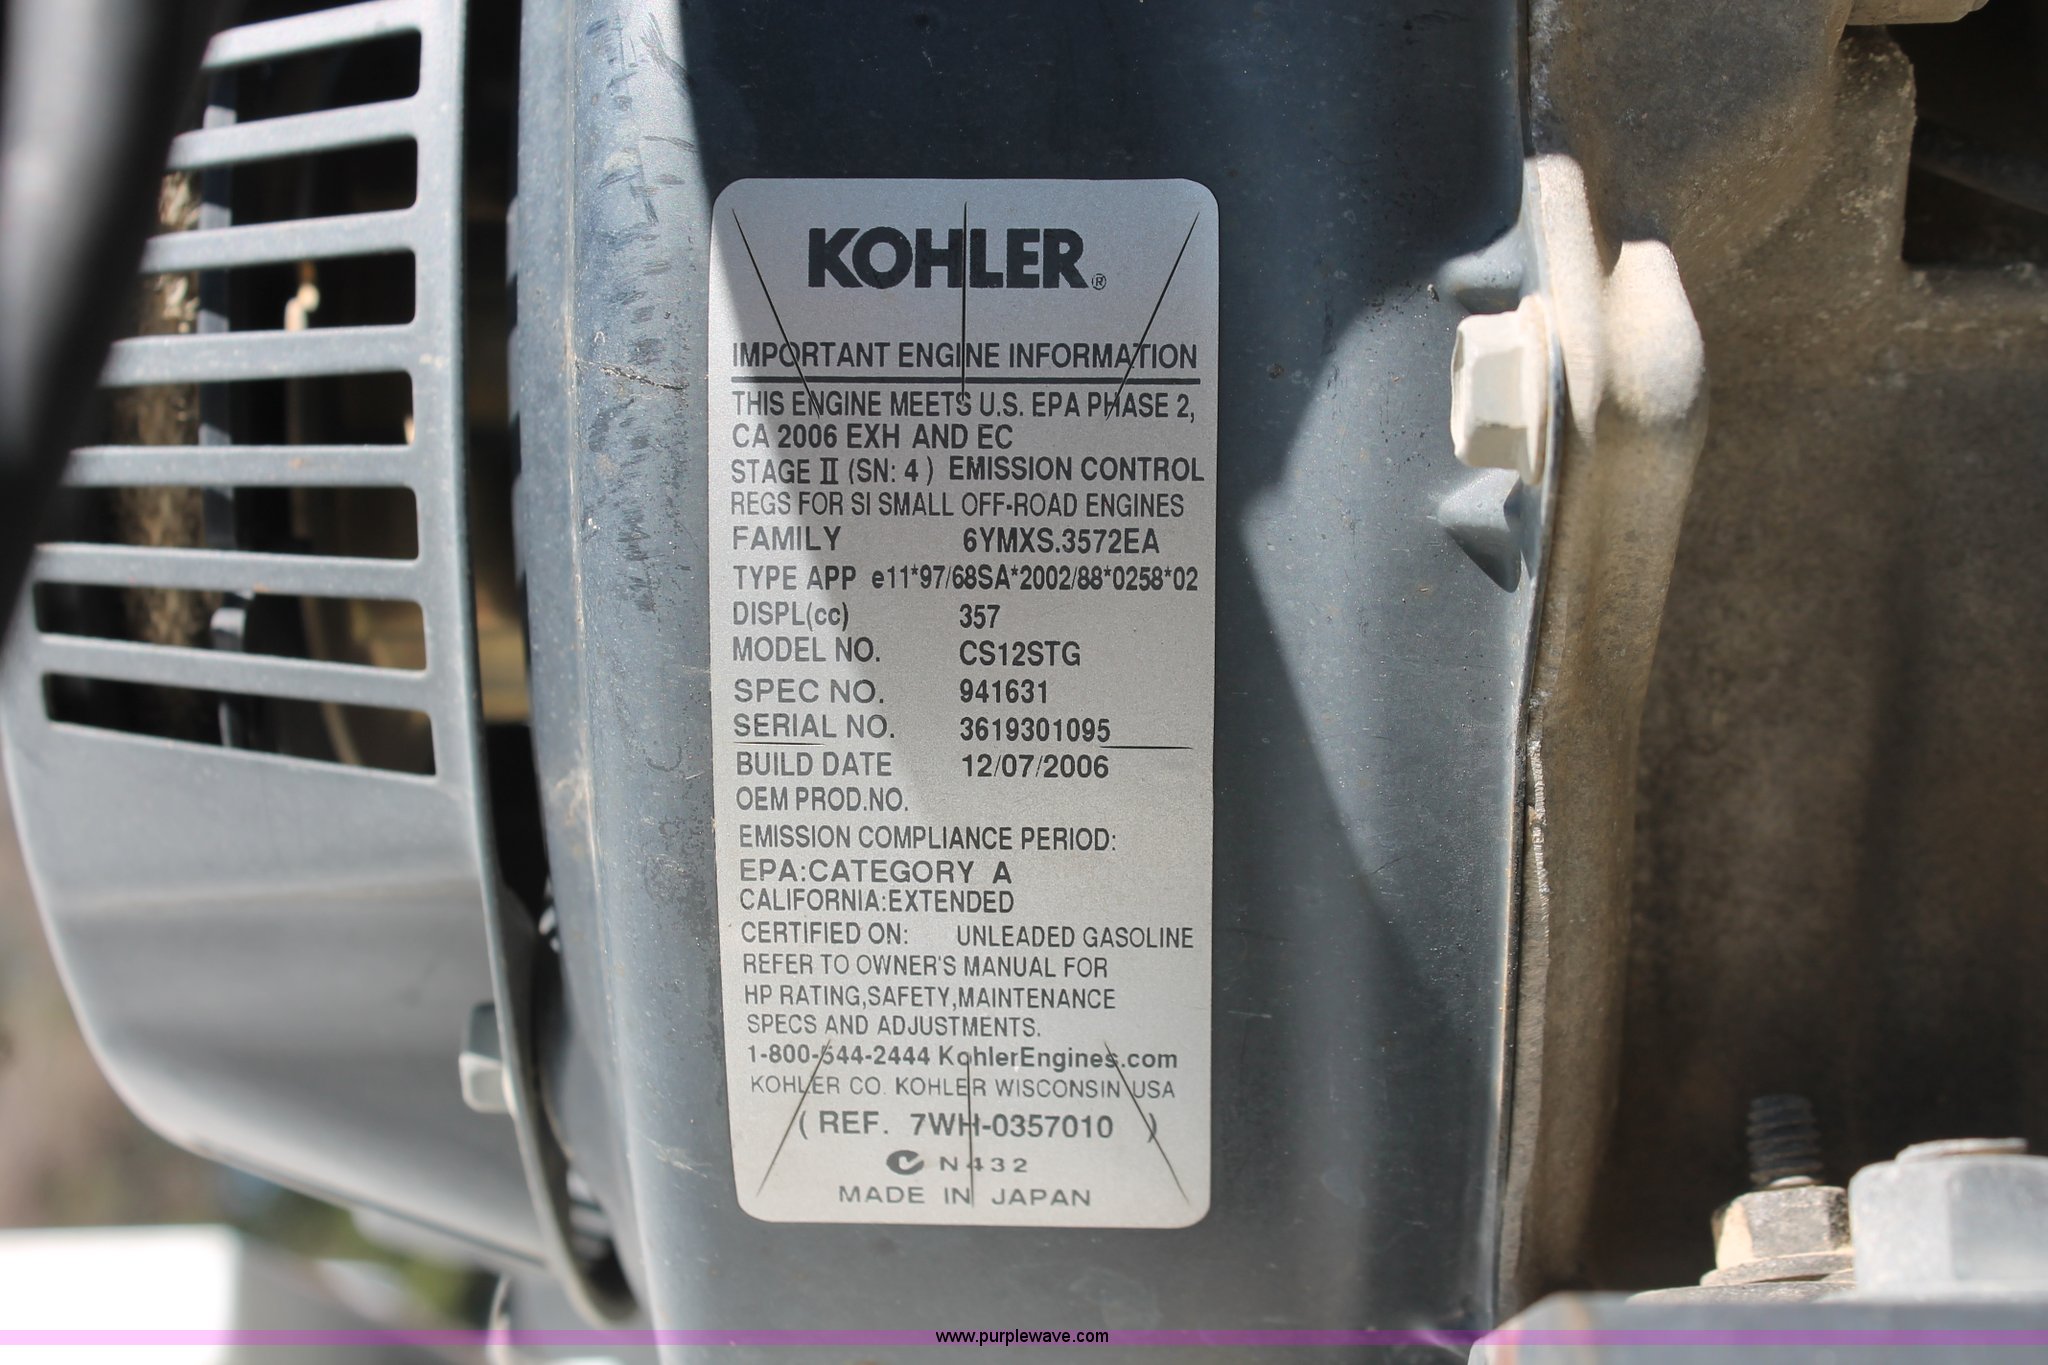 KOHLER®
IMPORTANT ENGINE INFORMATION
THIS ENGINE MEETS U.S. EPA PHASE 2,
CA 2006 EXH AND EC
STAGE II (SN: 4 ) EMISSION CONTROL
REGS FOR SI SMALL OFF-ROAD ENGINES
FAMILY 6YMXS.3572EA
TYPE APP e11*97/68SA*2002/88*0258*02
DISPL(cc) 357
MODEL NO. CS12STG
SPEC NO. 941631
SERIAL NO. 3619301095
BUILD DATE 12/07/2006
OEM PROD.NO.
EMISSION COMPLIANCE PERIOD:
EPA:CATEGORY A
CALIFORNIA:EXTENDED
CERTIFIED ON: UNLEADED GASOLINE
REFER TO OWNER'S MANUAL FOR
HP RATING,SAFETY,MAINTENANCE
SPECS AND ADJUSTMENTS.
1-800-544-2444 KohlerEngines.com
KOHLER CO. KOHLER WISCONSIN USA
( REF. 7WH-0357010 )
N432
MADE IN JAPAN
www.purplewave.com